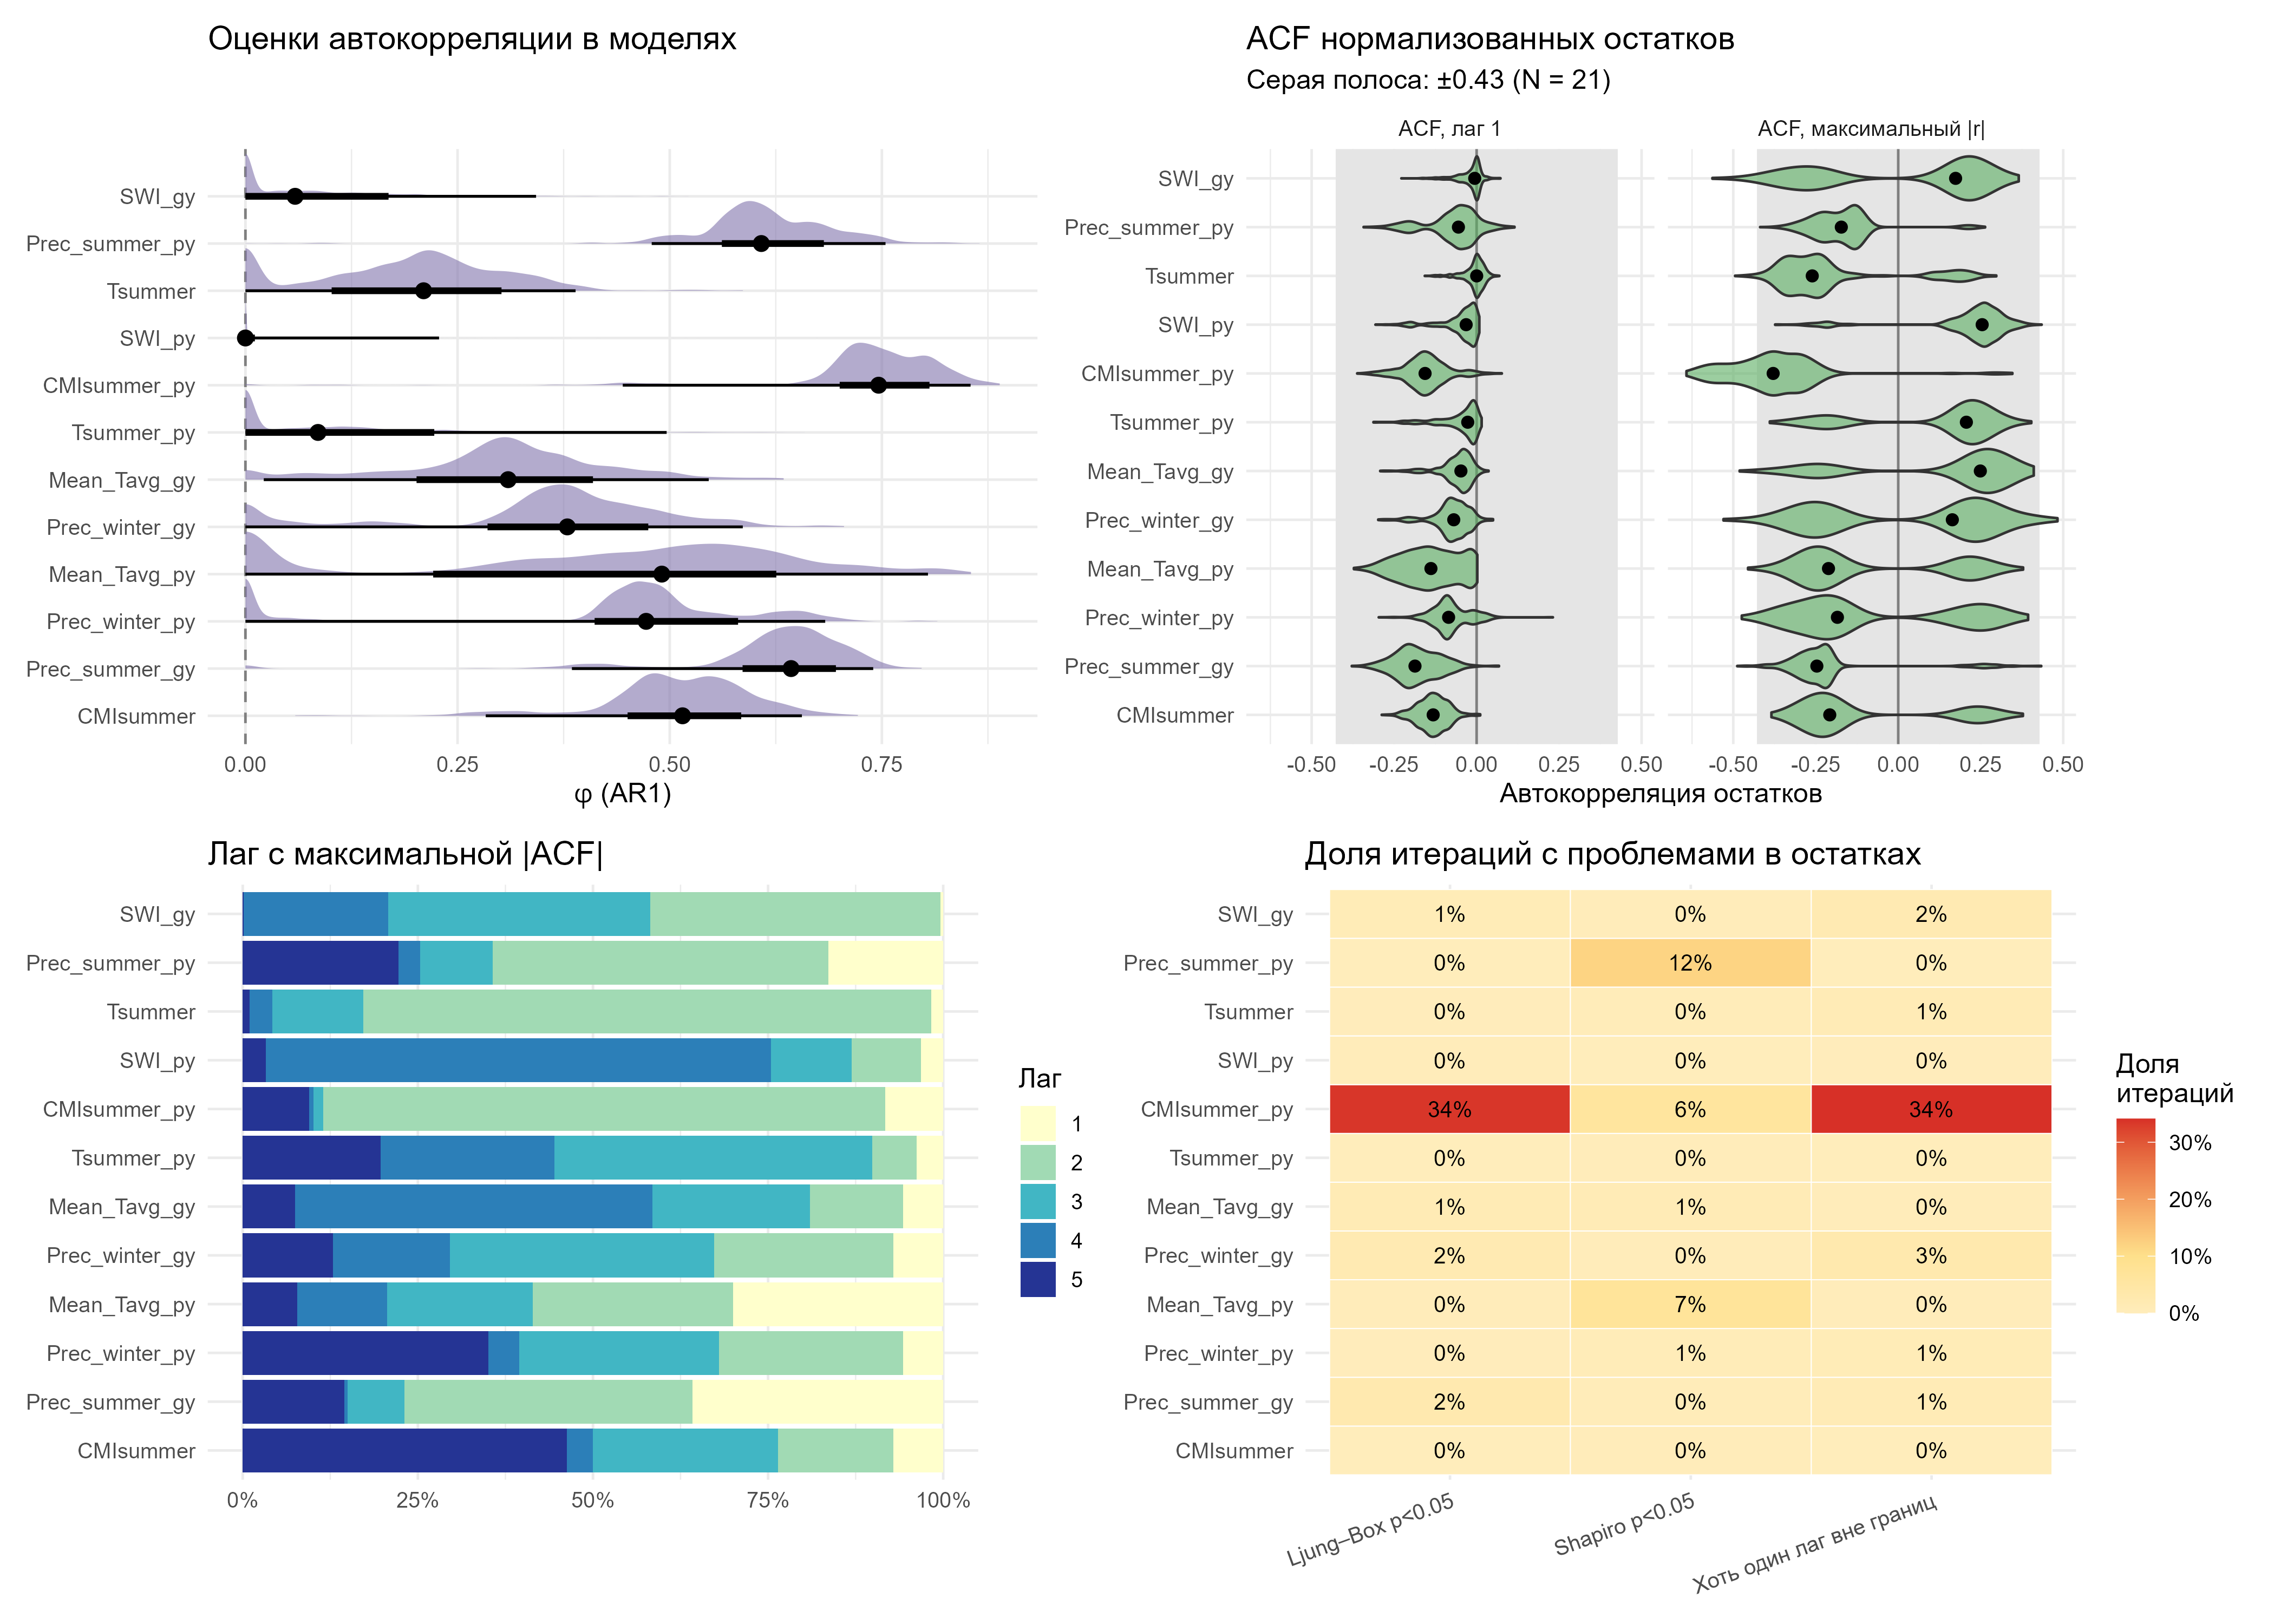 Оценки автокорреляции в моделях
SWI_gy
Prec_summer_py
Tsummer
SWI_py
CMIsummer_py
Tsummer_py
Mean_Tavg_gy
Prec_winter_gy
Mean_Tavg_py
Prec_winter_py
Prec_summer_gy
CMIsummer
0.00 0.25 0.50 0.75
φ (AR1)
ACF нормализованных остатков
Серая полоса: ±0.43 (N = 21)
ACF, лаг 1
ACF, максимальный |r|
SWI_gy
Prec_summer_py
Tsummer
SWI_py
CMIsummer_py
Tsummer_py
Mean_Tavg_gy
Prec_winter_gy
Mean_Tavg_py
Prec_winter_py
Prec_summer_gy
CMIsummer
-0.50 -0.25 0.00 0.25 0.50
-0.50 -0.25 0.00 0.25 0.50
Автокорреляция остатков
Лаг с максимальной |ACF|
SWI_gy
Prec_summer_py
Tsummer
SWI_py
CMIsummer_py
Tsummer_py
Mean_Tavg_gy
Prec_winter_gy
Mean_Tavg_py
Prec_winter_py
Prec_summer_gy
CMIsummer
0% 25% 50% 75% 100%
Лаг
1
2
3
4
5
Доля итераций с проблемами в остатках
SWI_gy 1% 0% 2%
Prec_summer_py 0% 12% 0%
Tsummer 0% 0% 1%
SWI_py 0% 0% 0%
CMIsummer_py 34% 6% 34%
Tsummer_py 0% 0% 0%
Mean_Tavg_gy 1% 1% 0%
Prec_winter_gy 2% 0% 3%
Mean_Tavg_py 0% 7% 0%
Prec_winter_py 0% 1% 1%
Prec_summer_gy 2% 0% 1%
CMIsummer 0% 0% 0%
Ljung–Box p<0.05
Shapiro p<0.05
Хоть один лаг вне границ
Доля
итераций
30%
20%
10%
0%